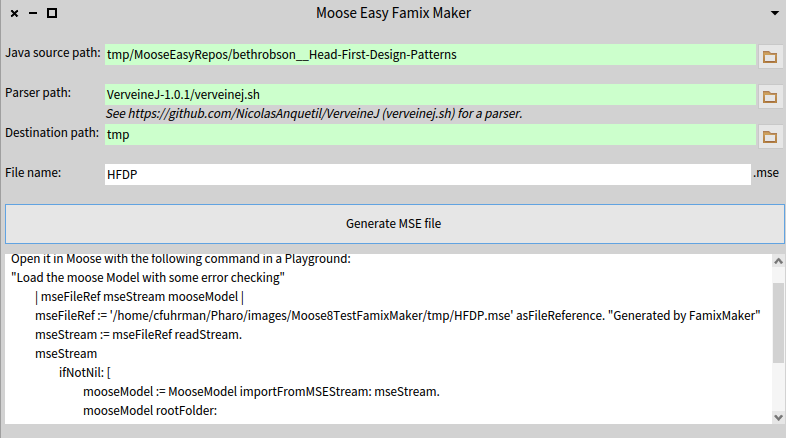 Moose Easy Famix Maker
Java source path: tmp/MooseEasyRepos/bethrobson__Head-First-Design-Patterns
Parser path: VerveineJ-1.0.1/verveinej.sh
See https://github.com/NicolasAnquetil/VerveineJ (verveinej.sh) for a parser.
Destination path: tmp
File name: HFDP .mse
Generate MSE file
Open it in Moose with the following command in a Playground:
"Load the moose Model with some error checking"
| mseFileRef mseStream mooseModel |
mseFileRef := '/home/cfuhrman/Pharo/images/Moose8TestFamixMaker/tmp/HFDP.mse' asFileReference. "Generated by FamixMaker"
mseStream := mseFileRef readStream.
mseStream
ifNotNil: [
mooseModel := MooseModel importFromMSEStream: mseStream.
mooseModel rootFolder: